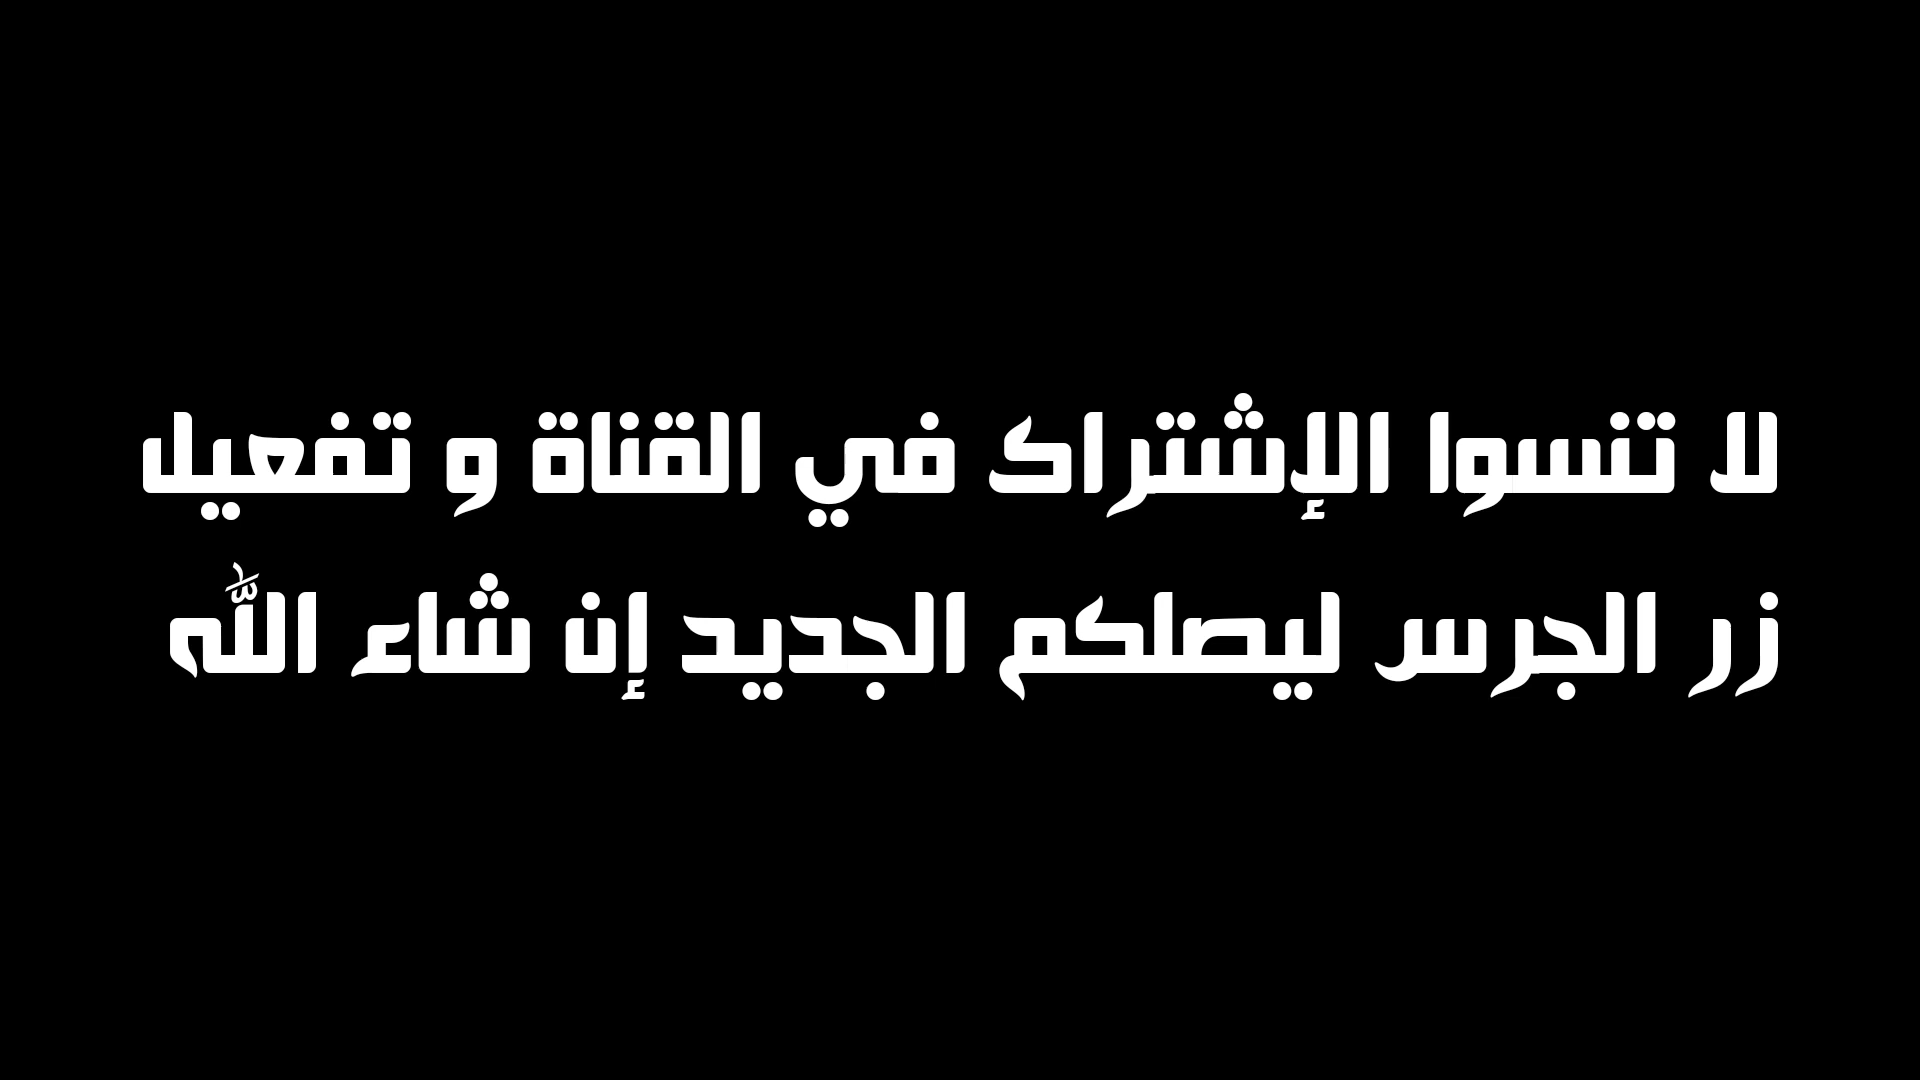 لا تنسوا الإشتراك في القناة و تفعيل
زر الجرس ليصلكم الجديد إن شاء الله